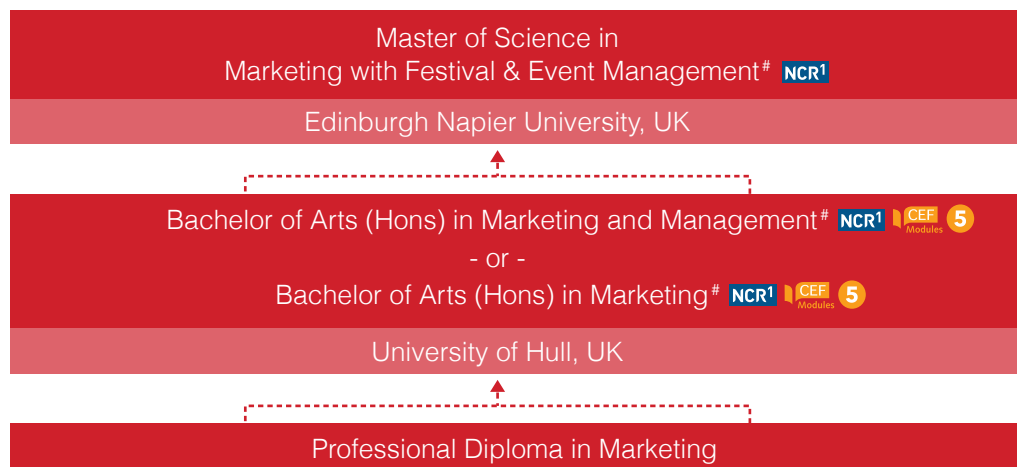 Master of Science in
Marketing with Festival & Event Management# NCR1
Edinburgh Napier University, UK
Bachelor of Arts (Hons) in Marketing and Management# NCR1 CEF Modules 5
- or -
Bachelor of Arts (Hons) in Marketing# NCR1 CEF Modules 5
University of Hull, UK
Professional Diploma in Marketing